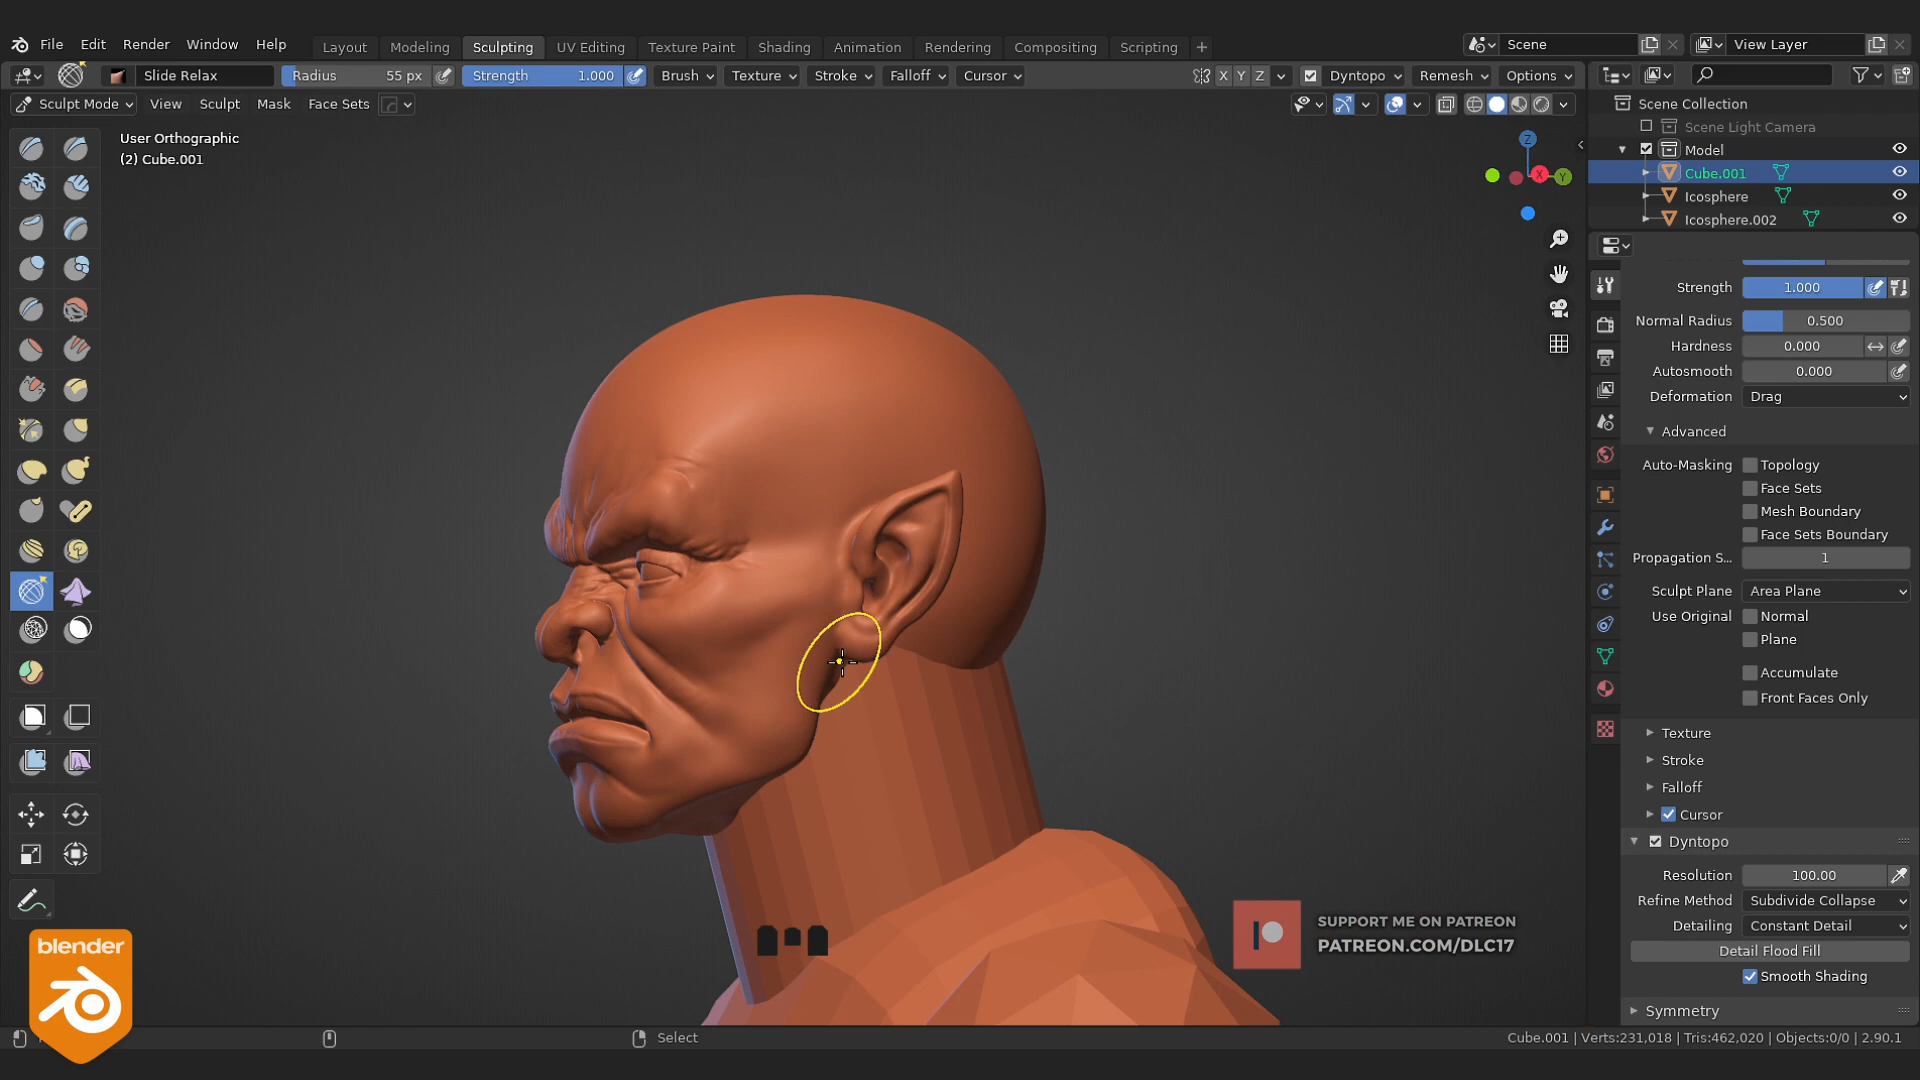 File Edit Render Window Help
Layout Modeling Sculpting UV Editing Texture Paint Shading Animation Rendering Compositing Scripting +
Scene
View Layer
Slide Relax
Radius 55 px
Strength 1.000
Brush Texture Stroke Falloff Cursor
X Y Z
Dyntopo Remesh Options
Sculpt Mode View Sculpt Mask Face Sets
User Orthographic
(2) Cube.001
Z
X
Y
Scene Collection
Scene Light Camera
Model
Cube.001
Icosphere
Icosphere.002
Strength 1.000
Normal Radius 0.500
Hardness 0.000
Autosmooth 0.000
Deformation Drag
Advanced
Auto-Masking Topology
Face Sets
Mesh Boundary
Face Sets Boundary
Propagation S... 1
Sculpt Plane Area Plane
Use Original Normal
Plane
Accumulate
Front Faces Only
Texture
Stroke
Falloff
Cursor
Dyntopo
Resolution 100.00
Refine Method Subdivide Collapse
Detailing Constant Detail
Detail Flood Fill
Smooth Shading
Symmetry
SUPPORT ME ON PATREON
PATREON.COM/DLC17
blender
Select
Cube.001 | Verts:231,018 | Tris:462,020 | Objects:0/0 | 2.90.1